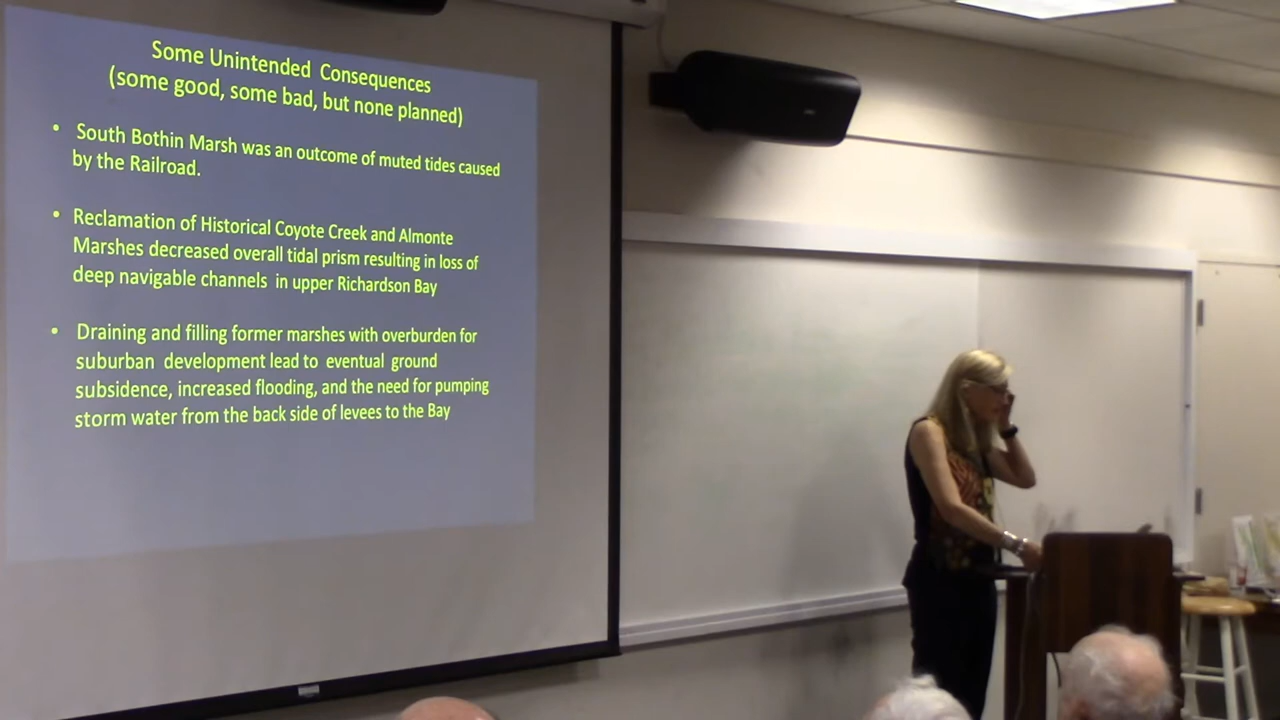 Some Unintended Consequences
(some good, some bad, but none planned)
• South Bothin Marsh was an outcome of muted tides caused
by the Railroad.
• Reclamation of Historical Coyote Creek and Almonte
Marshes decreased overall tidal prism resulting in loss of
deep navigable channels in upper Richardson Bay
• Draining and filling former marshes with overburden for
suburban development lead to eventual ground
subsidence, increased flooding, and the need for pumping
storm water from the back side of levees to the Bay